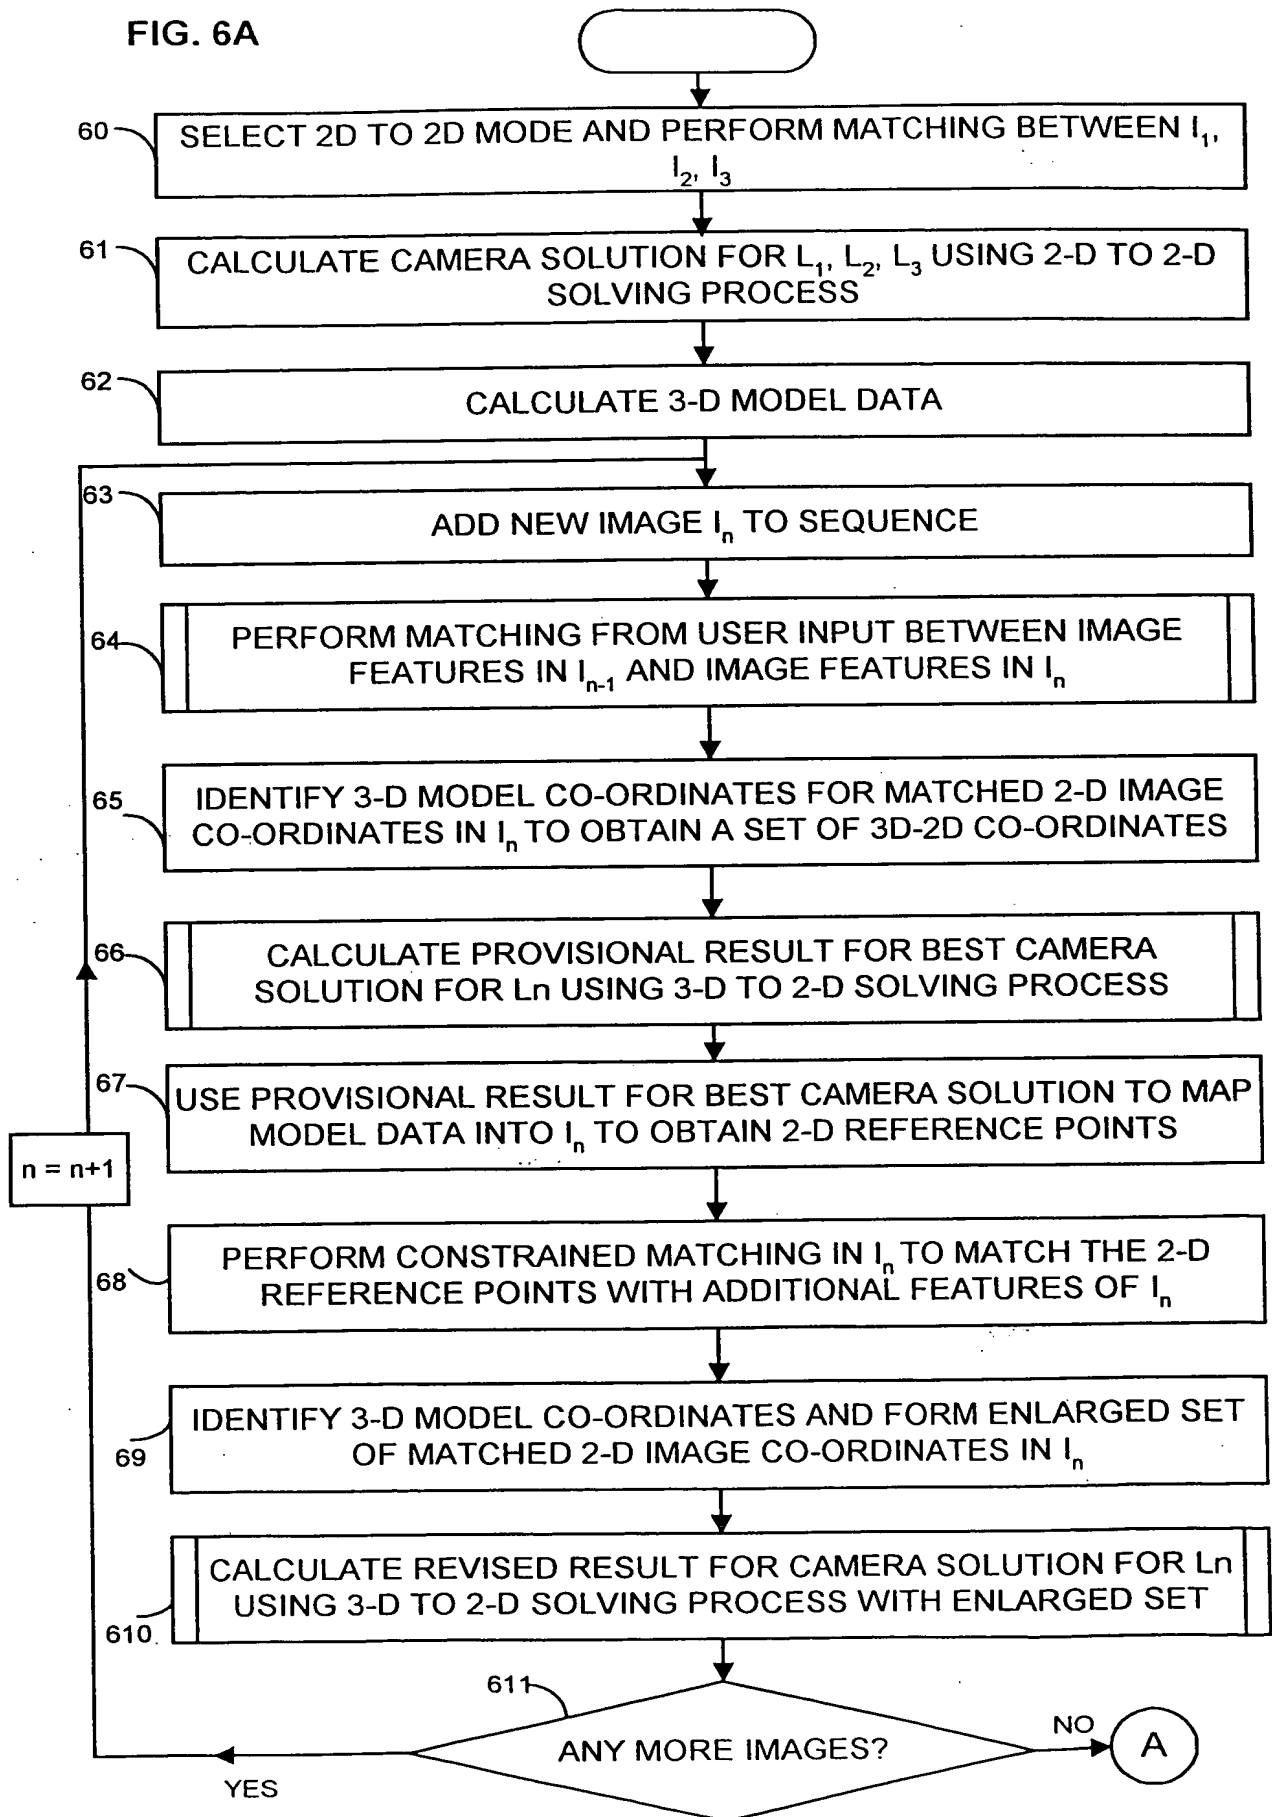 FIG. 6A
60
SELECT 2D TO 2D MODE AND PERFORM MATCHING BETWEEN I₁,
I₂, I₃
61
CALCULATE CAMERA SOLUTION FOR L₁, L₂, L₃ USING 2-D TO 2-D
SOLVING PROCESS
62
CALCULATE 3-D MODEL DATA
63
ADD NEW IMAGE Iₙ TO SEQUENCE
64
PERFORM MATCHING FROM USER INPUT BETWEEN IMAGE
FEATURES IN Iₙ₋₁ AND IMAGE FEATURES IN Iₙ
65
IDENTIFY 3-D MODEL CO-ORDINATES FOR MATCHED 2-D IMAGE
CO-ORDINATES IN Iₙ TO OBTAIN A SET OF 3D-2D CO-ORDINATES
66
CALCULATE PROVISIONAL RESULT FOR BEST CAMERA
SOLUTION FOR Ln USING 3-D TO 2-D SOLVING PROCESS
67
USE PROVISIONAL RESULT FOR BEST CAMERA SOLUTION TO MAP
MODEL DATA INTO Iₙ TO OBTAIN 2-D REFERENCE POINTS
n = n+1
68
PERFORM CONSTRAINED MATCHING IN Iₙ TO MATCH THE 2-D
REFERENCE POINTS WITH ADDITIONAL FEATURES OF Iₙ
69
IDENTIFY 3-D MODEL CO-ORDINATES AND FORM ENLARGED SET
OF MATCHED 2-D IMAGE CO-ORDINATES IN Iₙ
610
CALCULATE REVISED RESULT FOR CAMERA SOLUTION FOR Ln
USING 3-D TO 2-D SOLVING PROCESS WITH ENLARGED SET
611
ANY MORE IMAGES?
NO
A
YES